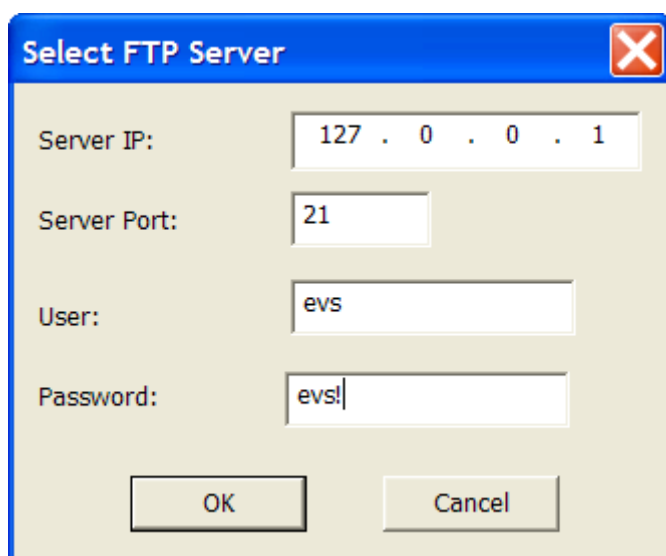 Select FTP Server
Server IP: 127 . 0 . 0 . 1
Server Port: 21
User: evs
Password: evs!
OK Cancel